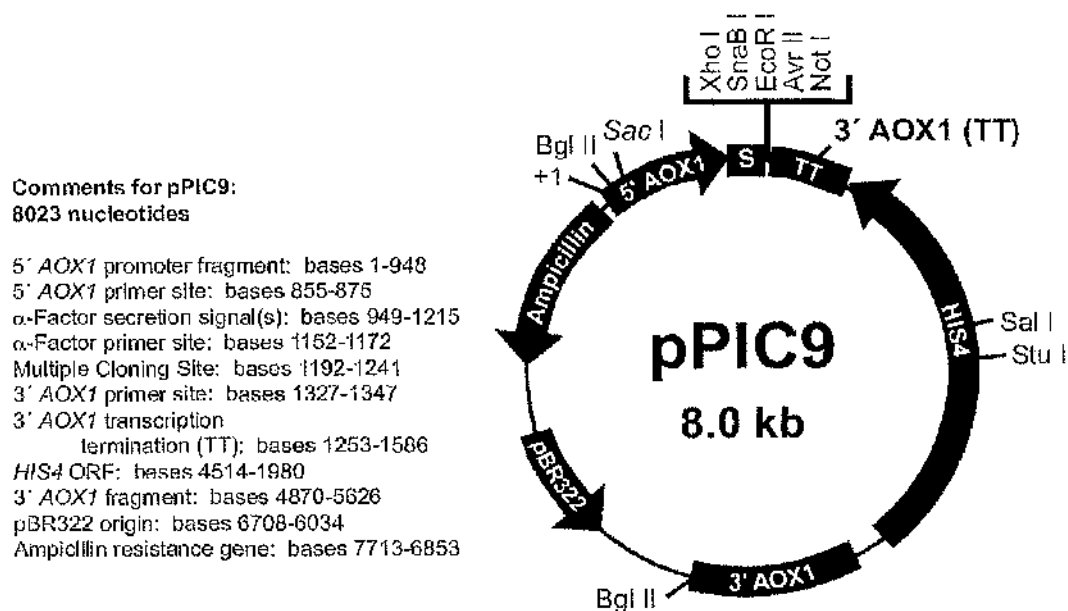 Comments for pPIC9:
8023 nucleotides
5´ AOX1 promoter fragment: bases 1-948
5´ AOX1 primer site: bases 855-875
α-Factor secretion signal(s): bases 949-1215
α-Factor primer site: bases 1152-1172
Multiple Cloning Site: bases 1192-1241
3´ AOX1 primer site: bases 1327-1347
3´ AOX1 transcription
termination (TT): bases 1253-1586
HIS4 ORF: bases 4514-1980
3´ AOX1 fragment: bases 4870-5626
pBR322 origin: bases 6708-6034
Ampicillin resistance gene: bases 7713-6853
Xho I
SnaB I
EcoR I
Avr II
Not I
Sac I
Bgl II
+1
5´ AOX1
S
TT
3´ AOX1 (TT)
Ampicillin
HIS4
Sal I
Stu I
pPIC9
8.0 kb
pBR322
3´ AOX1
Bgl II